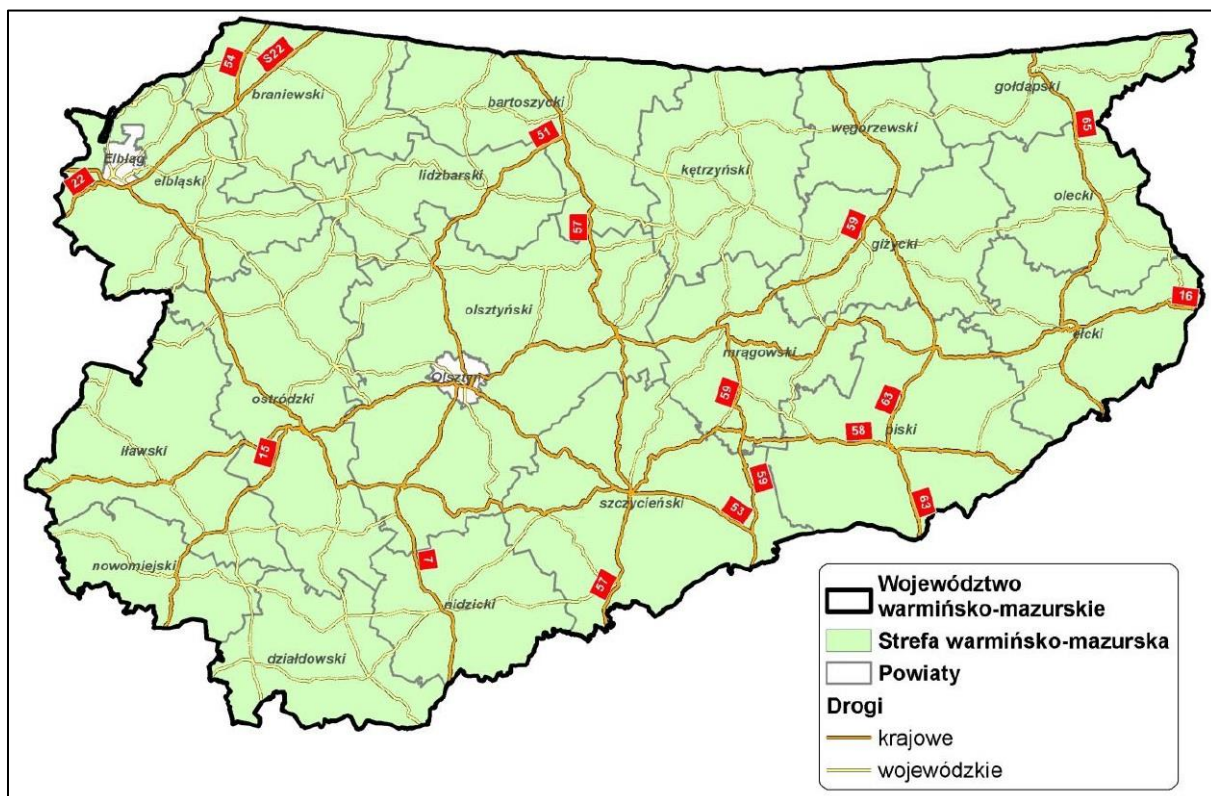 54
S22
braniewski
bartoszycki
gołdapski
51
65
węgorzewski
Elbląg
kętrzyński
22
elbląski
lidzbarski
olecki
57
59
giżycki
16
olsztyński
ełcki
mrągowski
Olsztyn
ostródzki
59
63
58
piski
15
iławski
59
63
szczycieński
53
7
nowomiejski
57
nidzicki
działdowski
Województwo
warmińsko-mazurskie
Strefa warmińsko-mazurska
Powiaty
Drogi
krajowe
wojewódzkie